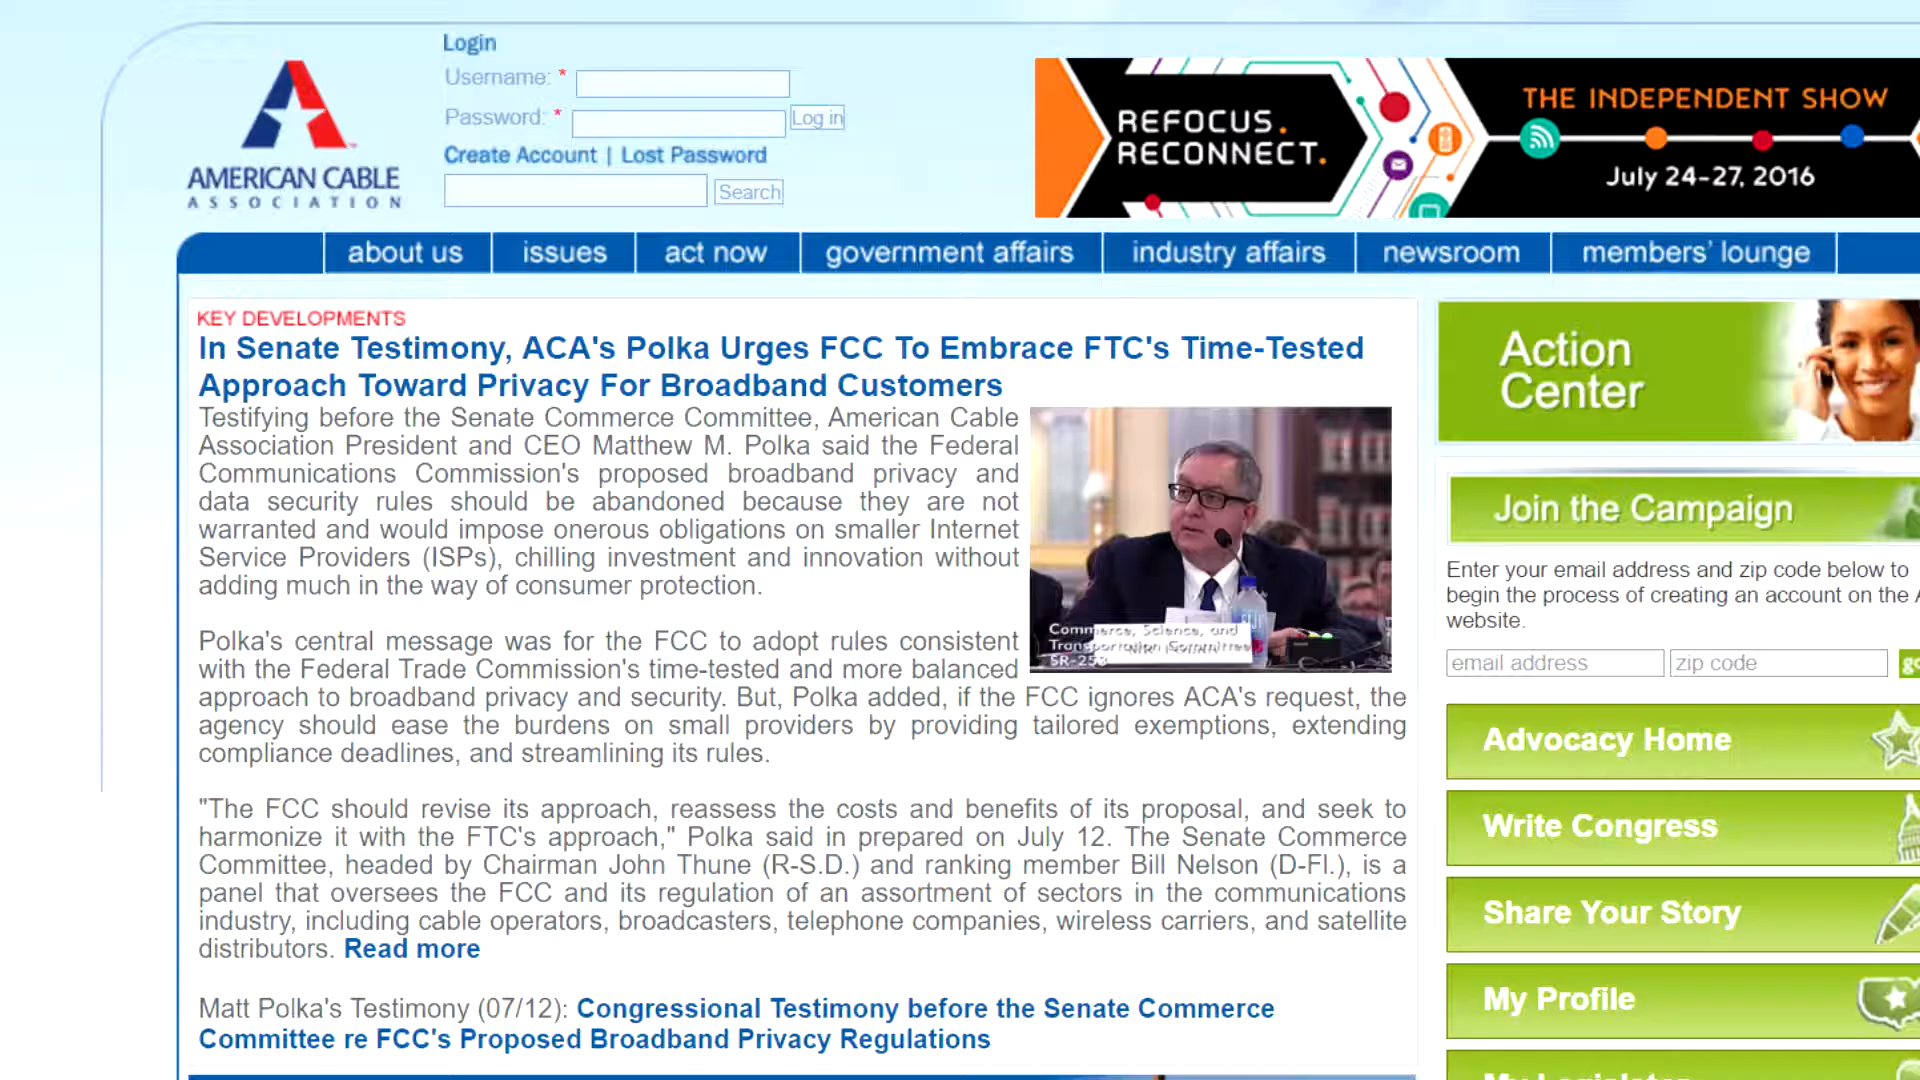 Login
Username: *
Password: *
Log in
Create Account | Lost Password
Search
AMERICAN CABLE
ASSOCIATION
REFOCUS.
RECONNECT.
THE INDEPENDENT SHOW
July 24-27, 2016
about us
issues
act now
government affairs
industry affairs
newsroom
members' lounge
KEY DEVELOPMENTS
In Senate Testimony, ACA's Polka Urges FCC To Embrace FTC's Time-Tested
Approach Toward Privacy For Broadband Customers
Testifying before the Senate Commerce Committee, American Cable
Association President and CEO Matthew M. Polka said the Federal
Communications Commission's proposed broadband privacy and
data security rules should be abandoned because they are not
warranted and would impose onerous obligations on smaller Internet
Service Providers (ISPs), chilling investment and innovation without
adding much in the way of consumer protection.
Commerce, Science, and
Transportation Committee
SR-253
Polka's central message was for the FCC to adopt rules consistent
with the Federal Trade Commission's time-tested and more balanced
approach to broadband privacy and security. But, Polka added, if the FCC ignores ACA's request, the
agency should ease the burdens on small providers by providing tailored exemptions, extending
compliance deadlines, and streamlining its rules.
"The FCC should revise its approach, reassess the costs and benefits of its proposal, and seek to
harmonize it with the FTC's approach," Polka said in prepared on July 12. The Senate Commerce
Committee, headed by Chairman John Thune (R-S.D.) and ranking member Bill Nelson (D-Fl.), is a
panel that oversees the FCC and its regulation of an assortment of sectors in the communications
industry, including cable operators, broadcasters, telephone companies, wireless carriers, and satellite
distributors. Read more
Matt Polka's Testimony (07/12): Congressional Testimony before the Senate Commerce
Committee re FCC's Proposed Broadband Privacy Regulations
Action
Center
Join the Campaign
Enter your email address and zip code below to
begin the process of creating an account on the
website.
email address
zip code
Advocacy Home
Write Congress
Share Your Story
My Profile